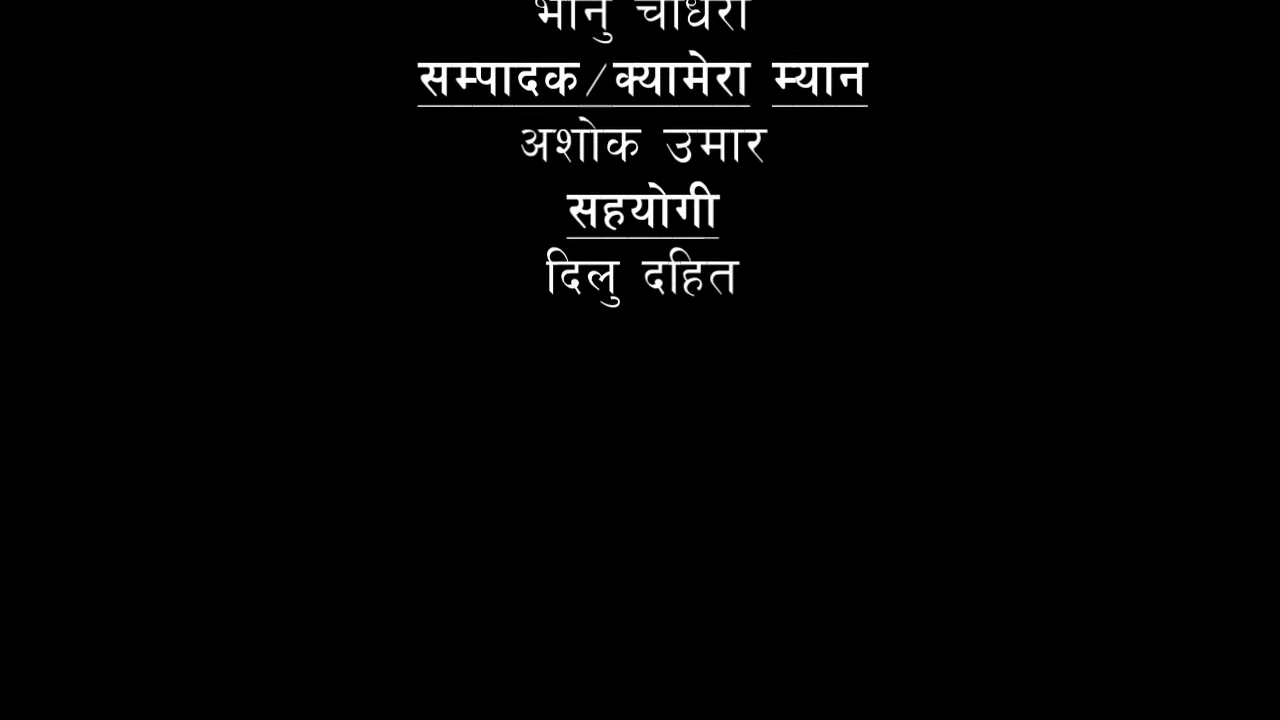 भानु चौधरी
सम्पादक/क्यामेरा म्यान
अशोक उमार
सहयोगी
दिलु दहित